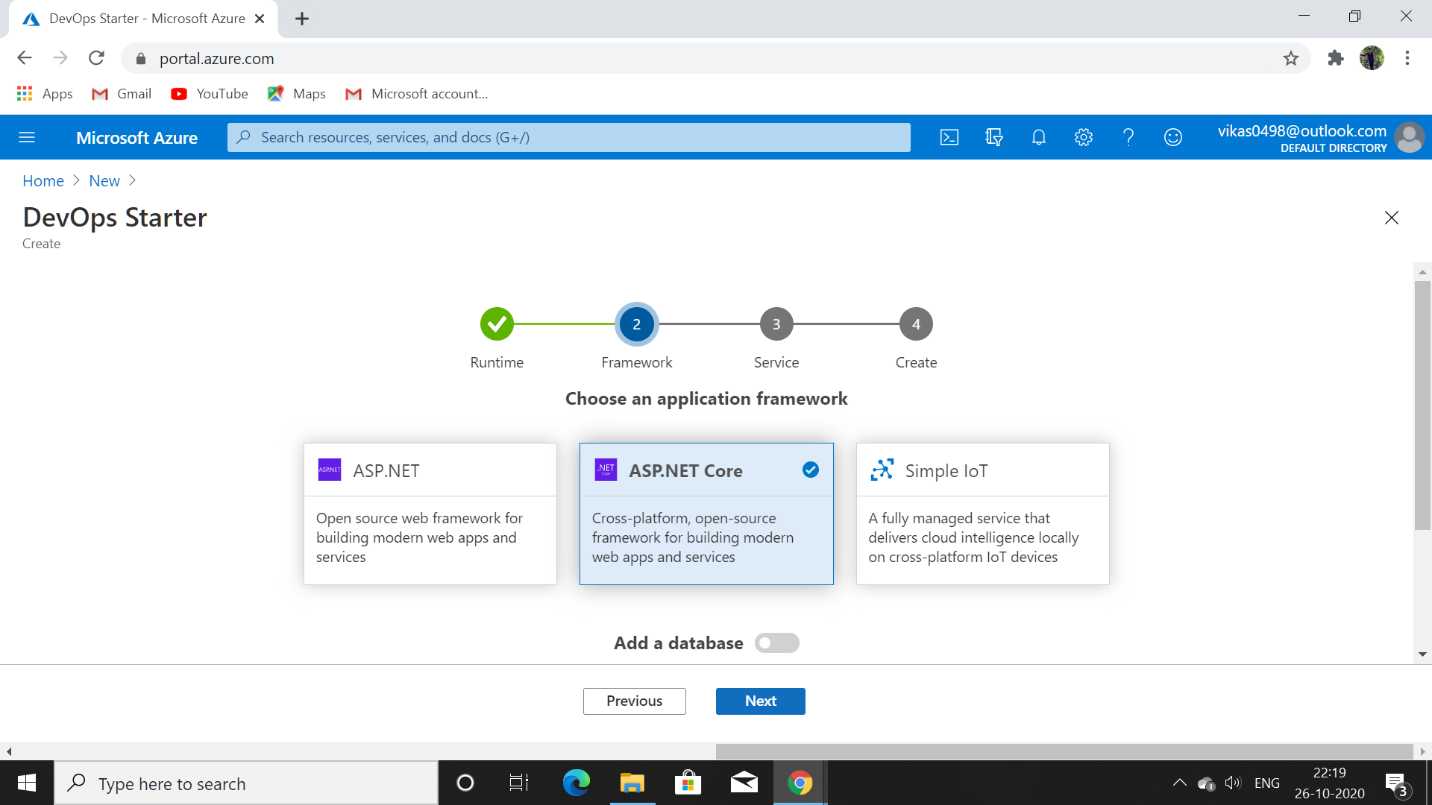 DevOps Starter - Microsoft Azure
portal.azure.com
Apps
Gmail
YouTube
Maps
Microsoft account...
Microsoft Azure
Search resources, services, and docs (G+/)
vikas0498@outlook.com
DEFAULT DIRECTORY
Home > New >
DevOps Starter
Create
2
3
4
Runtime
Framework
Service
Create
Choose an application framework
ASP.NET
Open source web framework for
building modern web apps and
services
.NET
Core
ASP.NET Core
Cross-platform, open-source
framework for building modern
web apps and services
Simple IoT
A fully managed service that
delivers cloud intelligence locally
on cross-platform IoT devices
Add a database
Previous
Next
Type here to search
ENG
22:19
26-10-2020
3